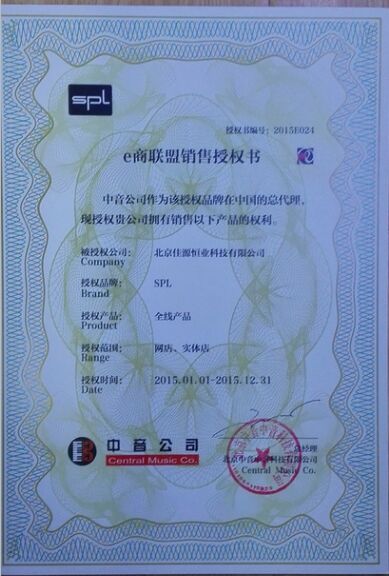 spl
授权书编号：2015E024
e商联盟销售授权书
中音公司作为该授权品牌在中国的总代理，
现授权贵公司拥有销售以下产品的权利。
被授权公司： 北京佳源恒业科技有限公司
Company
授权品牌： SPL
Brand
授权产品： 全线产品
Product
授权范围： 网店、实体店
Range
授权时间： 2015.01.01-2015.12.31
Date
中音公司
Central Music Co.
总经理
Central Music Co.